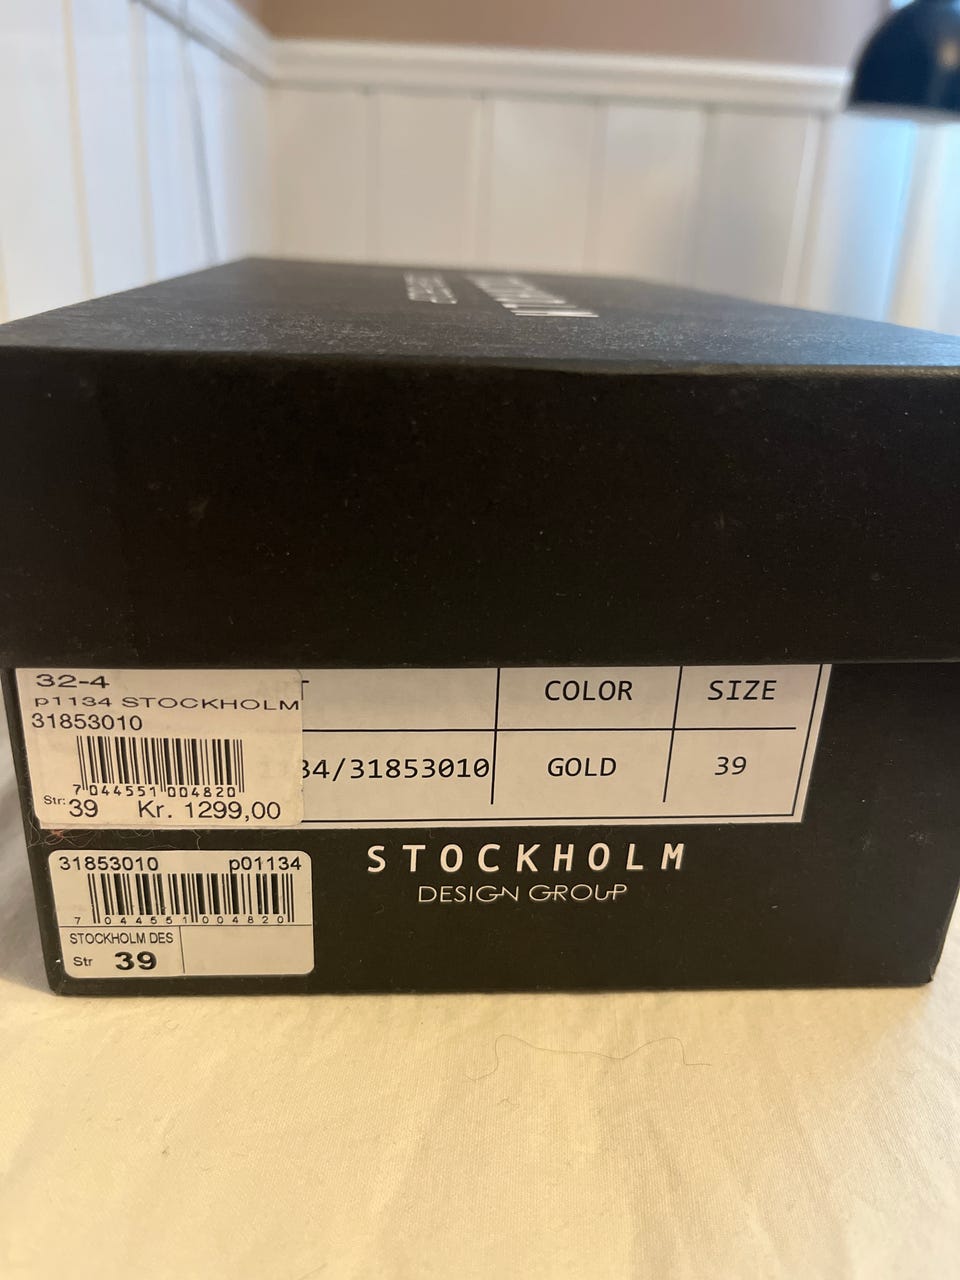 32-4
p1134 STOCKHOLM
31853010
7 044551 004820
Str: 39 Kr. 1299,00
T COLOR SIZE
34/31853010 GOLD 39
STOCKHOLM
DESIGN GROUP
31853010 p01134
7 044551 004820
STOCKHOLM DES
Str 39